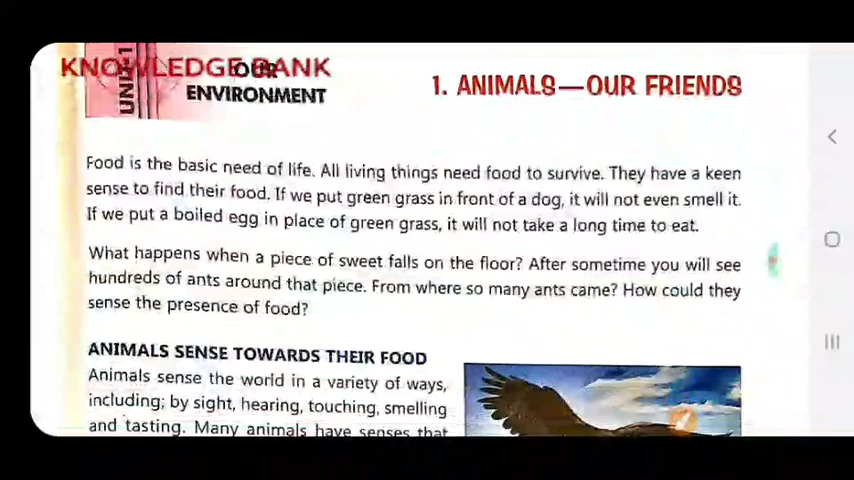 KNOWLEDGE BANK
UNIT-1
OUR
ENVIRONMENT
1. ANIMALS—OUR FRIENDS
Food is the basic need of life. All living things need food to survive. They have a keen
sense to find their food. If we put green grass in front of a dog, it will not even smell it.
If we put a boiled egg in place of green grass, it will not take a long time to eat.
What happens when a piece of sweet falls on the floor? After sometime you will see
hundreds of ants around that piece. From where so many ants came? How could they
sense the presence of food?
ANIMALS SENSE TOWARDS THEIR FOOD
Animals sense the world in a variety of ways,
including; by sight, hearing, touching, smelling
and tasting. Many animals have senses that